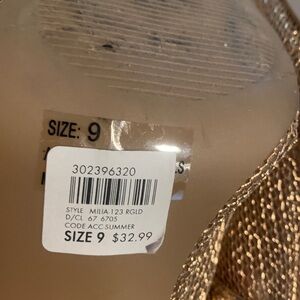 SIZE: 9
302396320
STYLE MILIA-123 RGLD
D/CL 67 6705
CODE ACC SUMMER
SIZE 9 $32.99